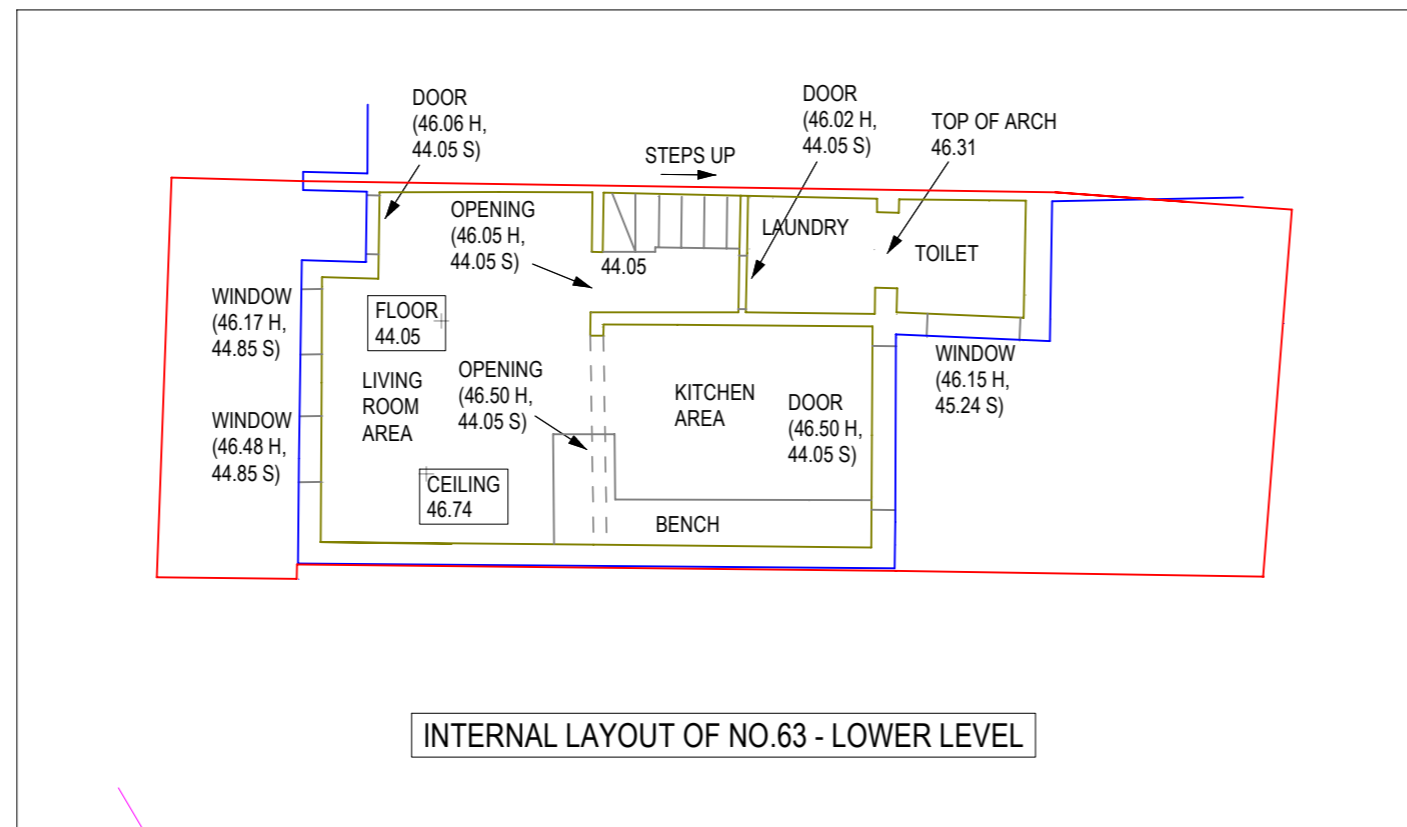 DOOR
(46.06 H,
44.05 S)
DOOR
(46.02 H,
44.05 S)
TOP OF ARCH
46.31
STEPS UP
OPENING
(46.05 H,
44.05 S)
LAUNDRY
TOILET
44.05
WINDOW
(46.17 H,
44.85 S)
FLOOR
44.05
WINDOW
(46.15 H,
45.24 S)
OPENING
(46.50 H,
44.05 S)
LIVING
ROOM
AREA
KITCHEN
AREA
DOOR
(46.50 H,
44.05 S)
WINDOW
(46.48 H,
44.85 S)
CEILING
46.74
BENCH
INTERNAL LAYOUT OF NO.63 - LOWER LEVEL